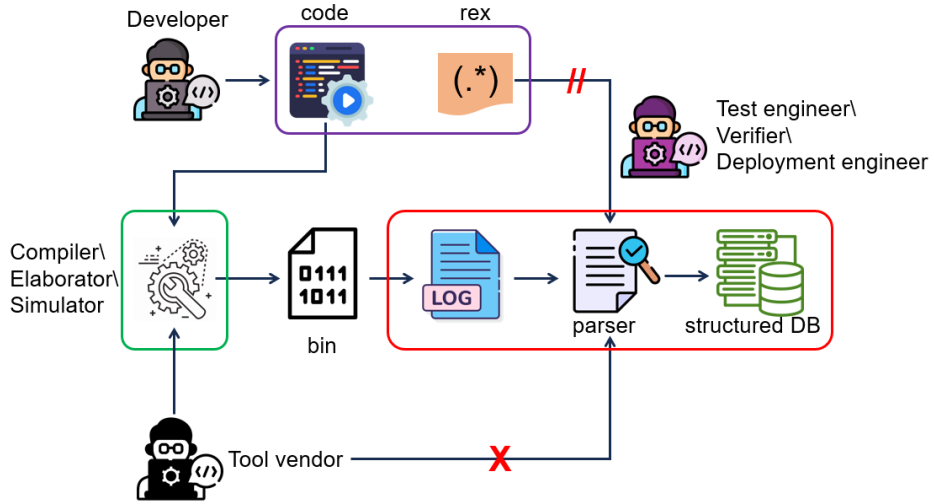 Developer
code
rex
(.*)
//
Test engineer\
Verifier\
Deployment engineer
Compiler\
Elaborator\
Simulator
0111
1011
bin
LOG
parser
structured DB
</>
</>
Tool vendor
X
</>